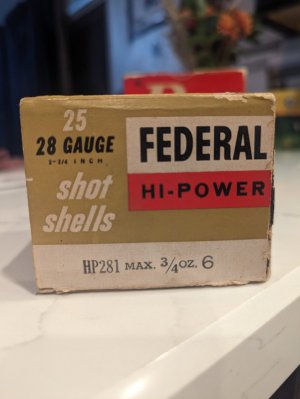 25
28 GAUGE
2-3/4 INCH
shot
shells
FEDERAL
HI-POWER
HP281 MAX. 3/4 OZ. 6